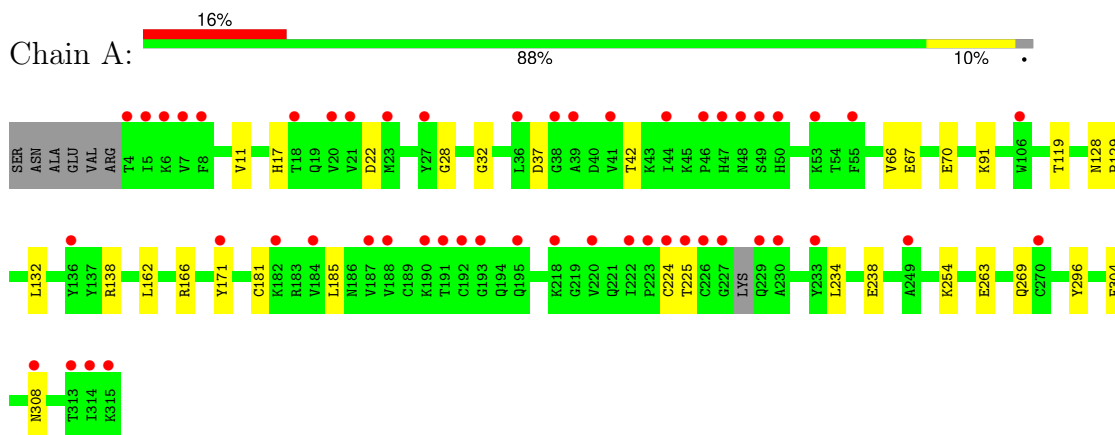 16%
Chain A:
88% 10% •
SER ASN ALA GLU VAL ARG T4 I5 K6 V7 F8 V11 H17 T18 Q19 V20 V21 D22 M23 Y27 G28 G32 L36 D37 G38 A39 D40 V41 T42 K43 I44 K45 P46 H47 N48 S49 H50 K53 T54 F55 V66 E67 E70 K91 W106 T119 N128 R129
L132 Y136 Y137 R138 L162 R166 Y171 C181 K182 R183 V184 L185 N186 V187 V188 C189 K190 T191 C192 G193 Q194 Q195 K218 G219 V220 Q221 I222 P223 C224 T225 C226 G227 LYS Q229 A230 Y233 L234 E238 A249 K254 E263 Q269 C270 Y296
N308 T313 I314 K315